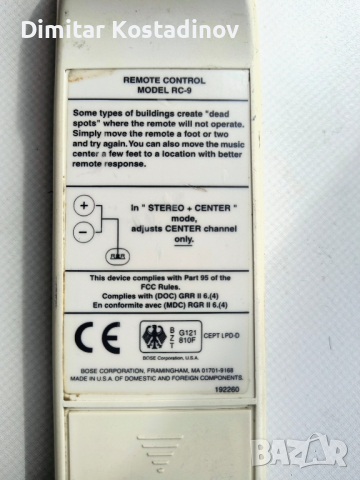 Dimitar Kostadinov
REMOTE CONTROL
MODEL RC-9
Some types of buildings create "dead
spots" where the remote will not operate.
Simply move the remote a foot or two
and try again.You can also move the music
center a few feet to a location with better
remote response.
+
−
In " STEREO + CENTER "
mode,
adjusts CENTER channel
only.
This device complies with Part 95 of the
FCC Rules.
Complies with (DOC) GRR II 6.(4)
En conformite avec (MDC) RGR II 6.(4)
CE
BZT
G121
810F
CEPT LPD-D
BOSE Corporation, U.S.A.
BOSE CORPORATION, FRAMINGHAM, MA 01701-9168
MADE IN U.S.A. OF DOMESTIC AND FOREIGN COMPONENTS.
192260
BAZAR